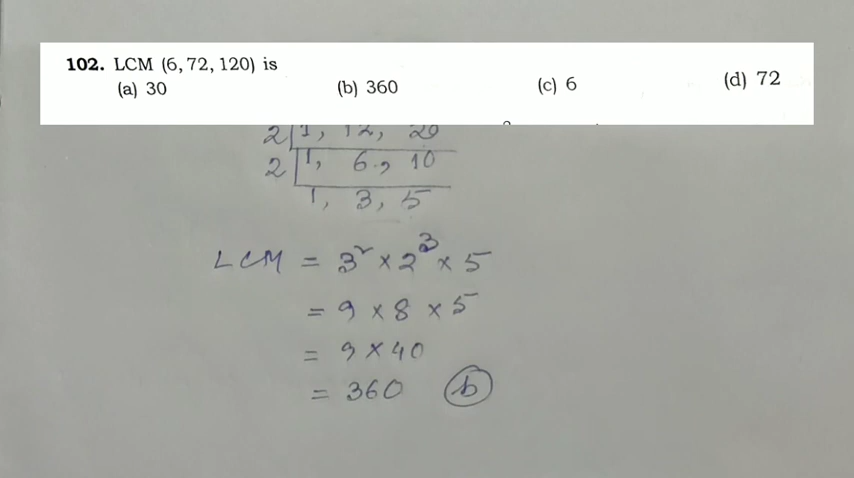 102. LCM (6, 72, 120) is
(a) 30 (b) 360 (c) 6 (d) 72
2 | 1, 12, 20
2 | 1, 6, 10
1, 3, 5
LCM = 3² × 2³ × 5
= 9 × 8 × 5
= 9 × 40
= 360 (b)